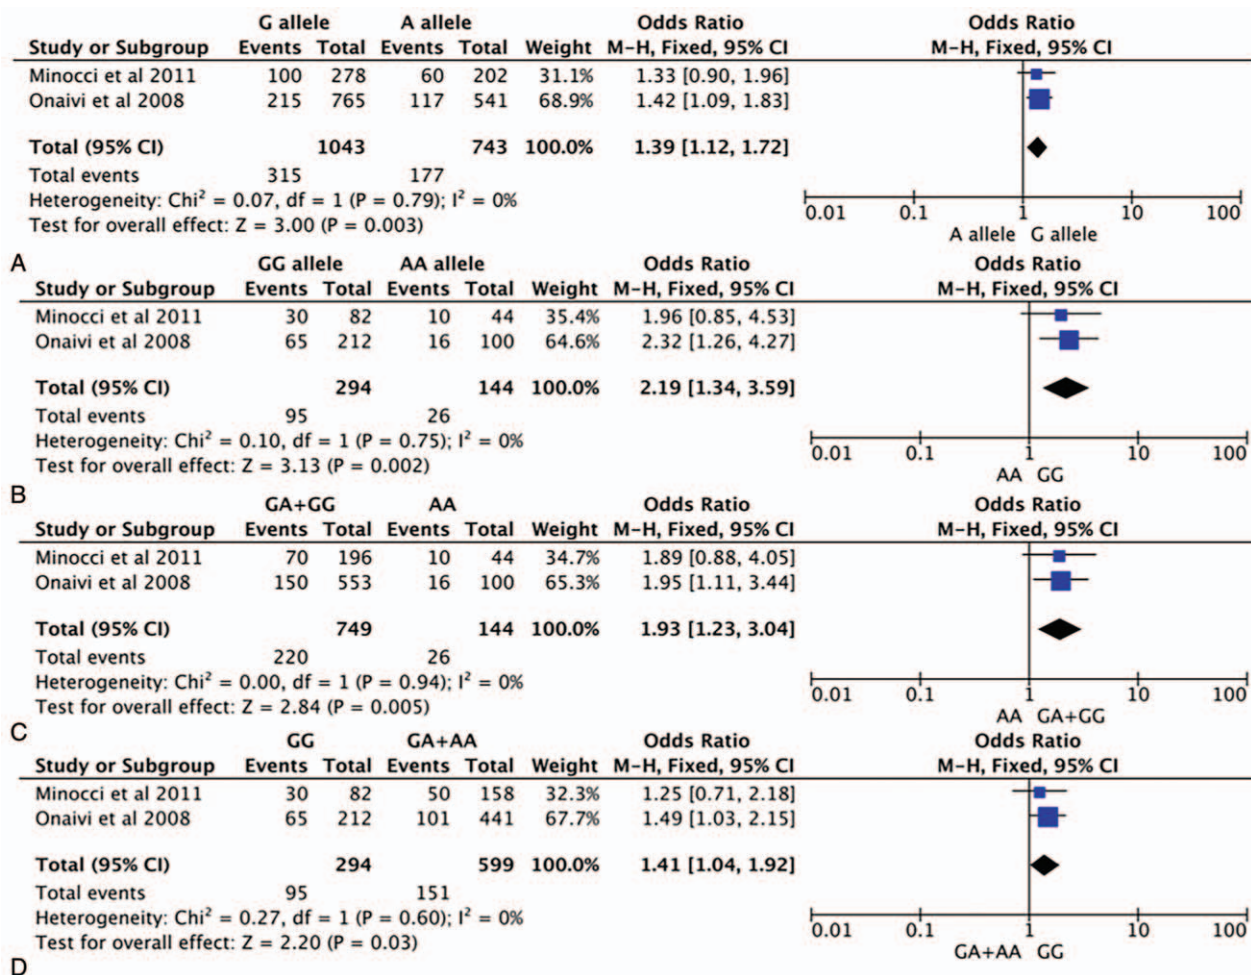 G allele A allele Odds Ratio Odds Ratio
Study or Subgroup Events Total Events Total Weight M-H, Fixed, 95% CI M-H, Fixed, 95% CI
Minocci et al 2011 100 278 60 202 31.1% 1.33 [0.90, 1.96]
Onaivi et al 2008 215 765 117 541 68.9% 1.42 [1.09, 1.83]
Total (95% CI) 1043 743 100.0% 1.39 [1.12, 1.72]
Total events 315 177
Heterogeneity: Chi² = 0.07, df = 1 (P = 0.79); I² = 0%
Test for overall effect: Z = 3.00 (P = 0.003)
0.01 0.1 1 10 100
A allele G allele
A
GG allele AA allele Odds Ratio Odds Ratio
Study or Subgroup Events Total Events Total Weight M-H, Fixed, 95% CI M-H, Fixed, 95% CI
Minocci et al 2011 30 82 10 44 35.4% 1.96 [0.85, 4.53]
Onaivi et al 2008 65 212 16 100 64.6% 2.32 [1.26, 4.27]
Total (95% CI) 294 144 100.0% 2.19 [1.34, 3.59]
Total events 95 26
Heterogeneity: Chi² = 0.10, df = 1 (P = 0.75); I² = 0%
Test for overall effect: Z = 3.13 (P = 0.002)
0.01 0.1 1 10 100
AA GG
B
GA+GG AA Odds Ratio Odds Ratio
Study or Subgroup Events Total Events Total Weight M-H, Fixed, 95% CI M-H, Fixed, 95% CI
Minocci et al 2011 70 196 10 44 34.7% 1.89 [0.88, 4.05]
Onaivi et al 2008 150 553 16 100 65.3% 1.95 [1.11, 3.44]
Total (95% CI) 749 144 100.0% 1.93 [1.23, 3.04]
Total events 220 26
Heterogeneity: Chi² = 0.00, df = 1 (P = 0.94); I² = 0%
Test for overall effect: Z = 2.84 (P = 0.005)
0.01 0.1 1 10 100
AA GA+GG
C
GG GA+AA Odds Ratio Odds Ratio
Study or Subgroup Events Total Events Total Weight M-H, Fixed, 95% CI M-H, Fixed, 95% CI
Minocci et al 2011 30 82 50 158 32.3% 1.25 [0.71, 2.18]
Onaivi et al 2008 65 212 101 441 67.7% 1.49 [1.03, 2.15]
Total (95% CI) 294 599 100.0% 1.41 [1.04, 1.92]
Total events 95 151
Heterogeneity: Chi² = 0.27, df = 1 (P = 0.60); I² = 0%
Test for overall effect: Z = 2.20 (P = 0.03)
0.01 0.1 1 10 100
GA+AA GG
D